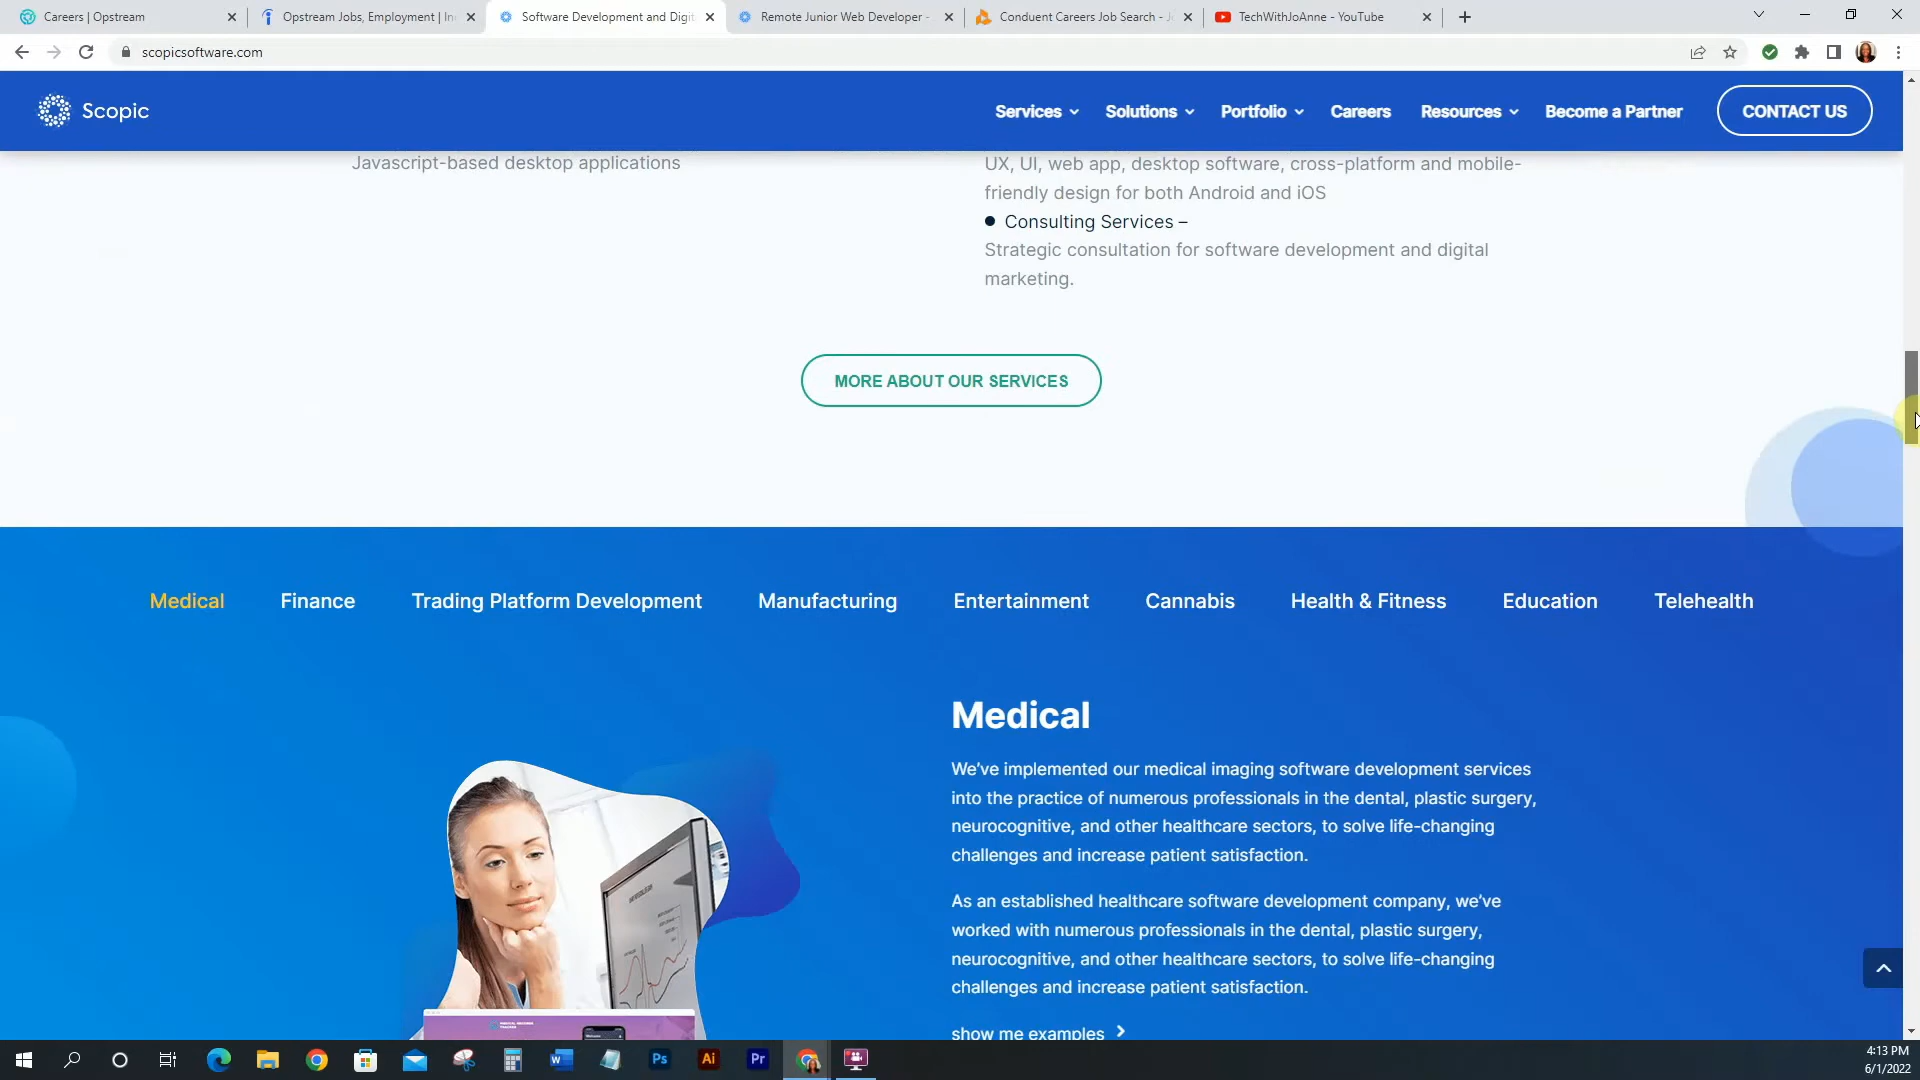 Careers | Opstream
Opstream Jobs, Employment | In
Software Development and Digit
Remote Junior Web Developer -
Conduent Careers Job Search - J
TechWithJoAnne - YouTube
scopicsoftware.com
Scopic
Services
Solutions
Portfolio
Careers
Resources
Become a Partner
CONTACT US
Javascript-based desktop applications
UX, UI, web app, desktop software, cross-platform and mobile-
friendly design for both Android and iOS
Consulting Services –
Strategic consultation for software development and digital
marketing.
MORE ABOUT OUR SERVICES
Medical
Finance
Trading Platform Development
Manufacturing
Entertainment
Cannabis
Health & Fitness
Education
Telehealth
Medical
We've implemented our medical imaging software development services
into the practice of numerous professionals in the dental, plastic surgery,
neurocognitive, and other healthcare sectors, to solve life-changing
challenges and increase patient satisfaction.
As an established healthcare software development company, we've
worked with numerous professionals in the dental, plastic surgery,
neurocognitive, and other healthcare sectors, to solve life-changing
challenges and increase patient satisfaction.
show me examples
Ps
Ai
Pr
4:13 PM
6/1/2022